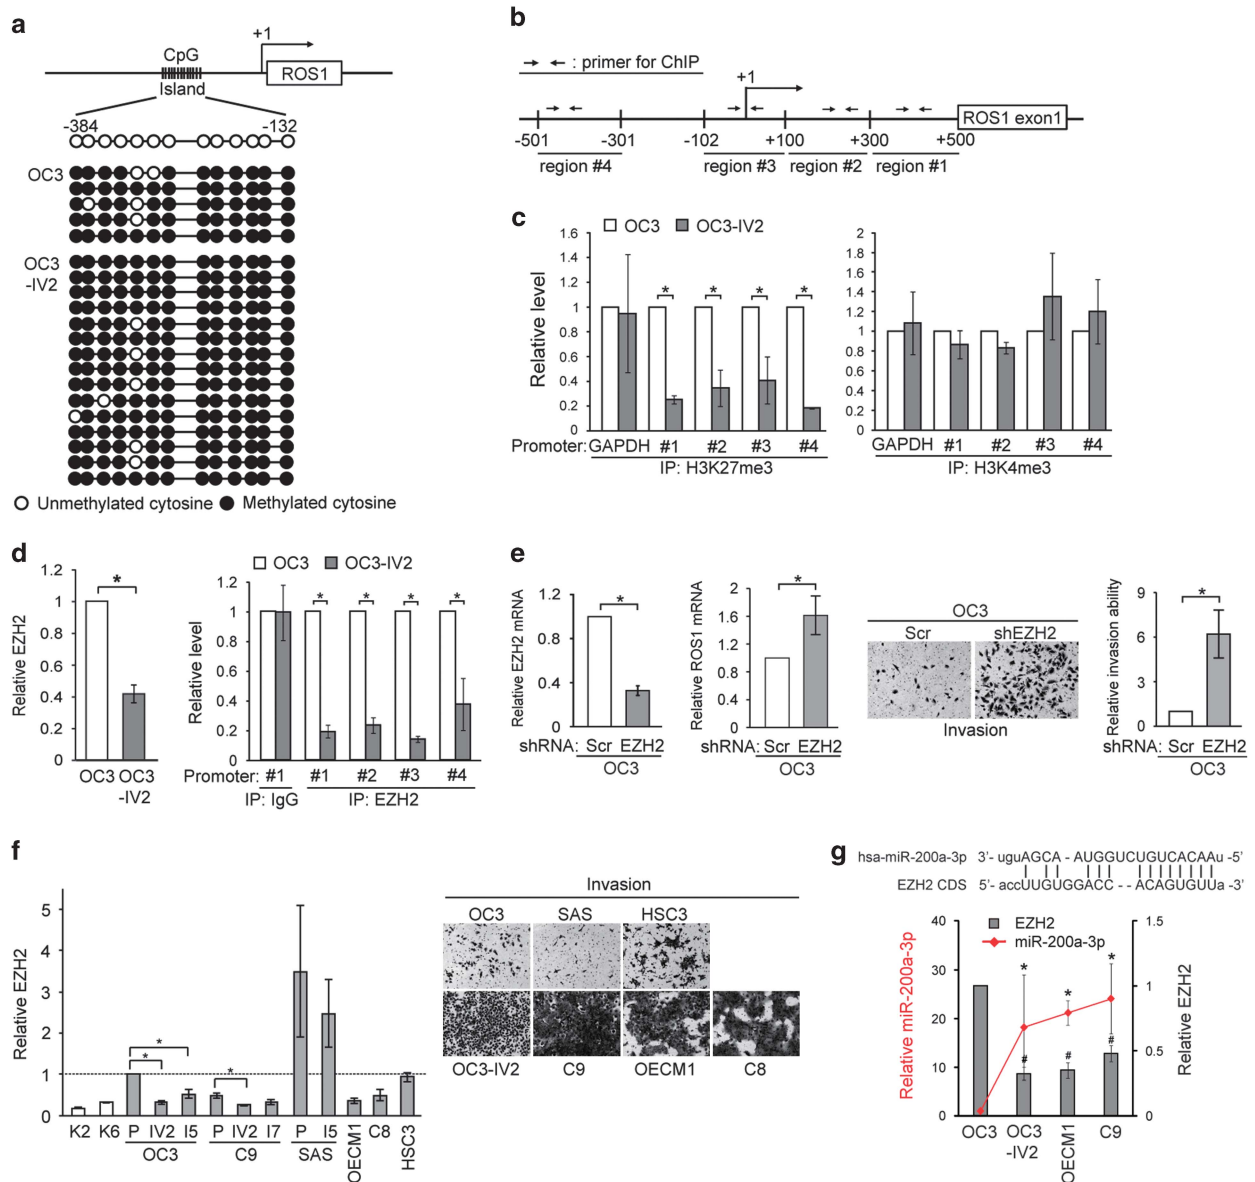 a
+1
CpG
Island
ROS1
-384
-132
OC3
OC3
-IV2
Unmethylated cytosine
Methylated cytosine
b
: primer for ChIP
+1
-501
-301
-102
+100
+300
+500
ROS1 exon1
region #4
region #3
region #2
region #1
c
OC3
OC3-IV2
Relative level
1.6
1.4
1.2
1
0.8
0.6
0.4
0.2
0
* * * *
Promoter: GAPDH #1 #2 #3 #4
IP: H3K27me3
2
1.8
1.6
1.4
1.2
1
0.8
0.6
0.4
0.2
0
GAPDH #1 #2 #3 #4
IP: H3K4me3
d
Relative EZH2
1.2
1
0.8
0.6
0.4
0.2
0
*
OC3 OC3
-IV2
OC3
OC3-IV2
Relative level
1.2
1
0.8
0.6
0.4
0.2
0
* * * *
Promoter: #1 #1 #2 #3 #4
IP: IgG
IP: EZH2
e
Relative EZH2 mRNA
1.2
0.8
0.4
0
*
shRNA: Scr EZH2
OC3
Relative ROS1 mRNA
2
1.6
1.2
0.8
0.4
0
*
shRNA: Scr EZH2
OC3
OC3
Scr
shEZH2
Invasion
Relative invasion ability
9
6
3
0
*
shRNA: Scr EZH2
OC3
f
Relative EZH2
5
4
3
2
1
0
*
*
*
K2 K6 P IV2 I5 P IV2 I7 P I5 OECM1 C8 HSC3
OC3
C9
SAS
Invasion
OC3
SAS
HSC3
OC3-IV2
C9
OECM1
C8
g
hsa-miR-200a-3p 3'- uguAGCA - AUGGUCUGUCACAAu -5'
EZH2 CDS 5'- accUUGUGGACC - - ACAGUGUUa -3'
Relative miR-200a-3p
40
30
20
10
0
EZH2
miR-200a-3p
* * *
# # #
1.5
1
0.5
0
Relative EZH2
OC3
OC3
-IV2
OECM1
C9